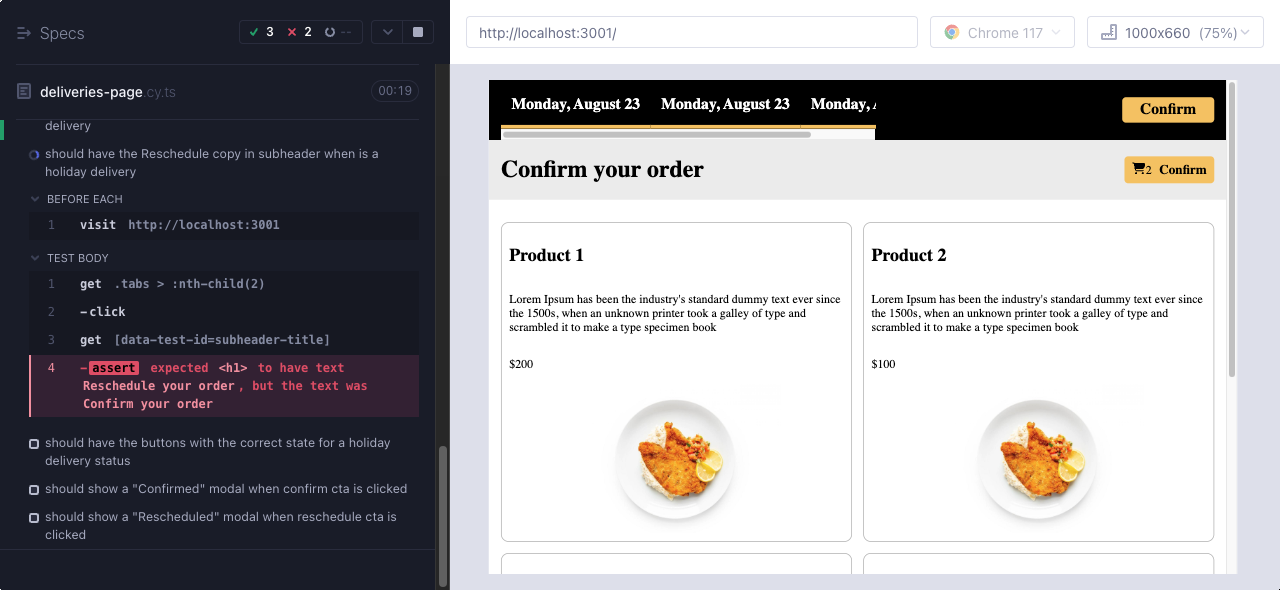 Specs
3
2
--
deliveries-page.cy.ts
00:19
delivery
should have the Reschedule copy in subheader when is a
holiday delivery
BEFORE EACH
1 visit http://localhost:3001
TEST BODY
1 get .tabs > :nth-child(2)
2 -click
3 get [data-test-id=subheader-title]
4 -assert expected <h1> to have text
Reschedule your order, but the text was
Confirm your order
should have the buttons with the correct state for a holiday
delivery status
should show a "Confirmed" modal when confirm cta is clicked
should show a "Rescheduled" modal when reschedule cta is
clicked
http://localhost:3001/
Chrome 117
1000x660 (75%)
Monday, August 23
Monday, August 23
Monday,
Confirm
Confirm your order
2 Confirm
Product 1
Lorem Ipsum has been the industry's standard dummy text ever since
the 1500s, when an unknown printer took a galley of type and
scrambled it to make a type specimen book
$200
Product 2
Lorem Ipsum has been the industry's standard dummy text ever since
the 1500s, when an unknown printer took a galley of type and
scrambled it to make a type specimen book
$100